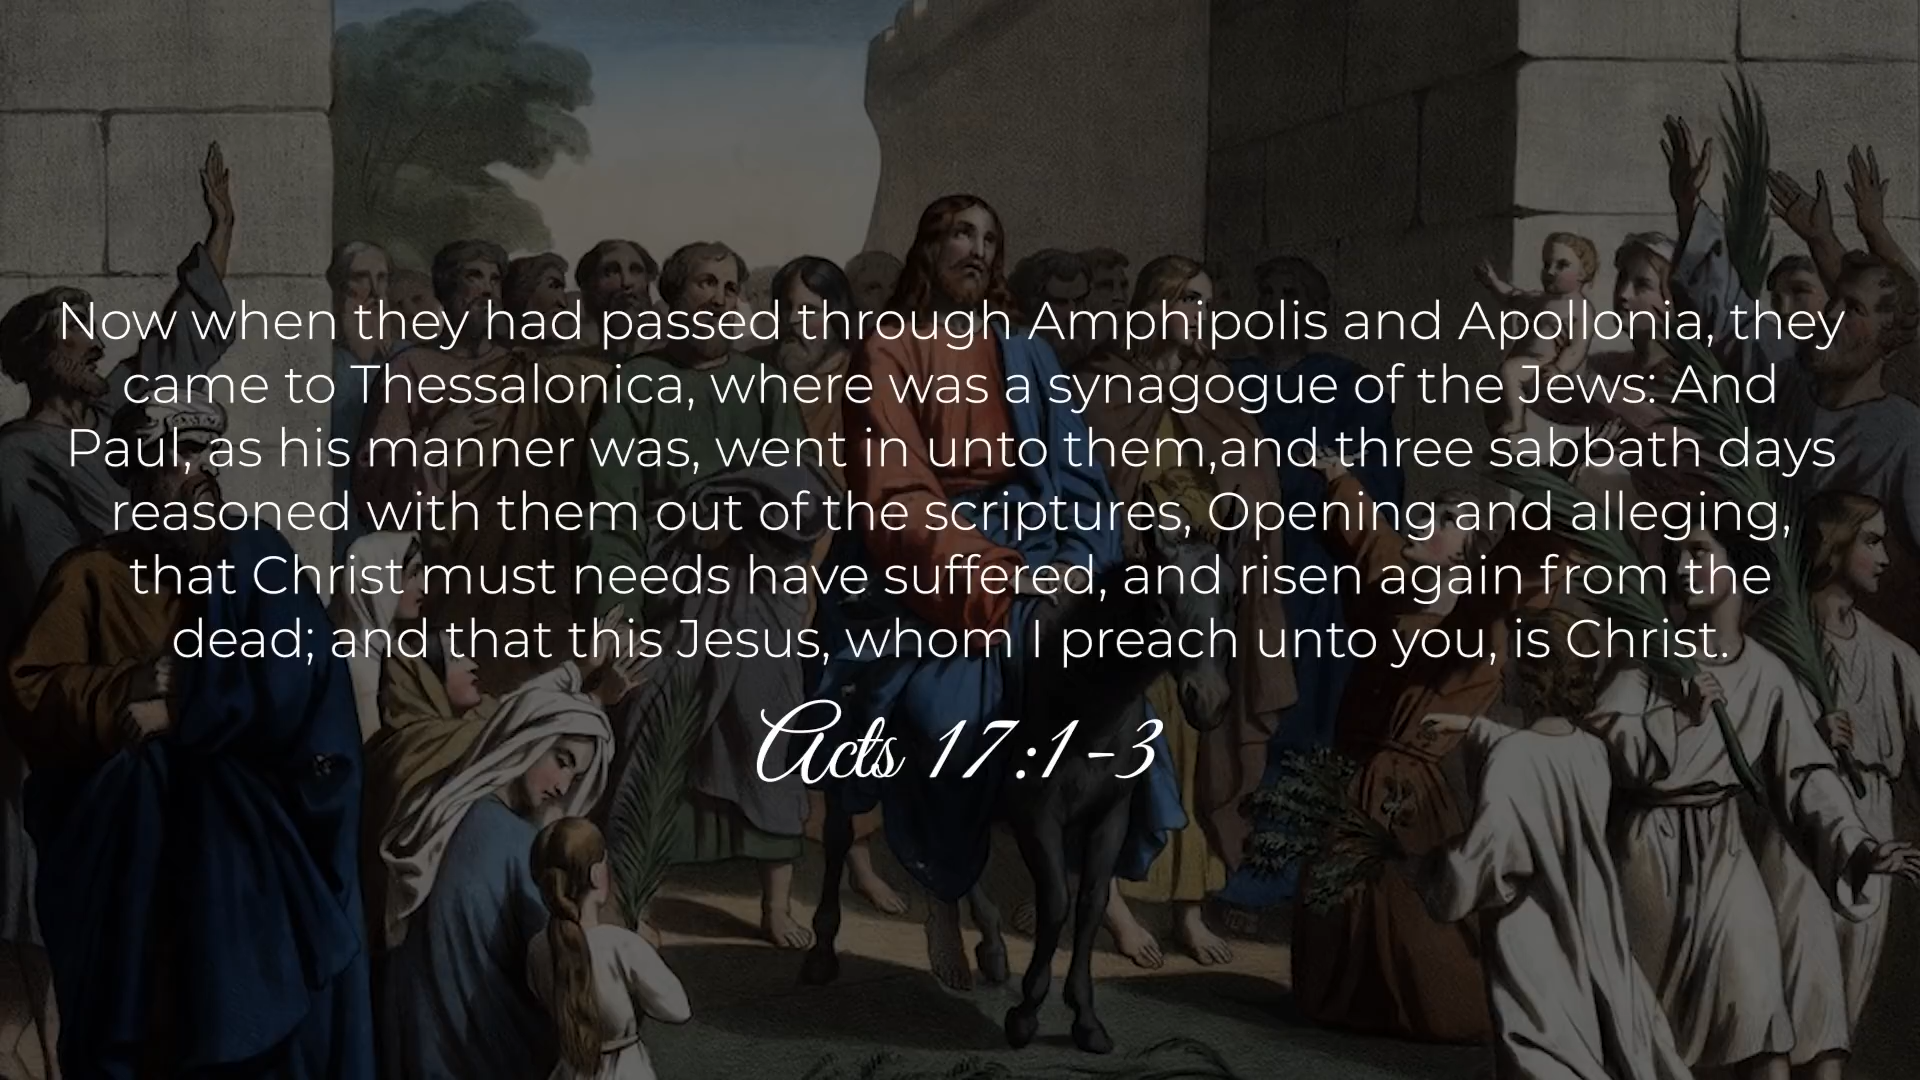 Now when they had passed through Amphipolis and Apollonia, they
came to Thessalonica, where was a synagogue of the Jews: And
Paul, as his manner was, went in unto them,and three sabbath days
reasoned with them out of the scriptures, Opening and alleging,
that Christ must needs have suffered, and risen again from the
dead; and that this Jesus, whom I preach unto you, is Christ.
Acts 17:1-3